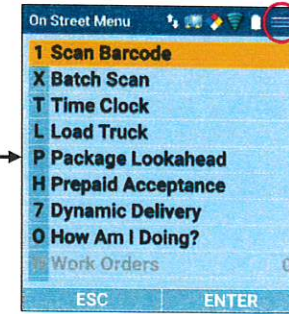 On Street Menu
1 Scan Barcode
X Batch Scan
T Time Clock
L Load Truck
P Package Lookahead
H Prepaid Acceptance
7 Dynamic Delivery
O How Am I Doing?
Work Orders
ESC ENTER